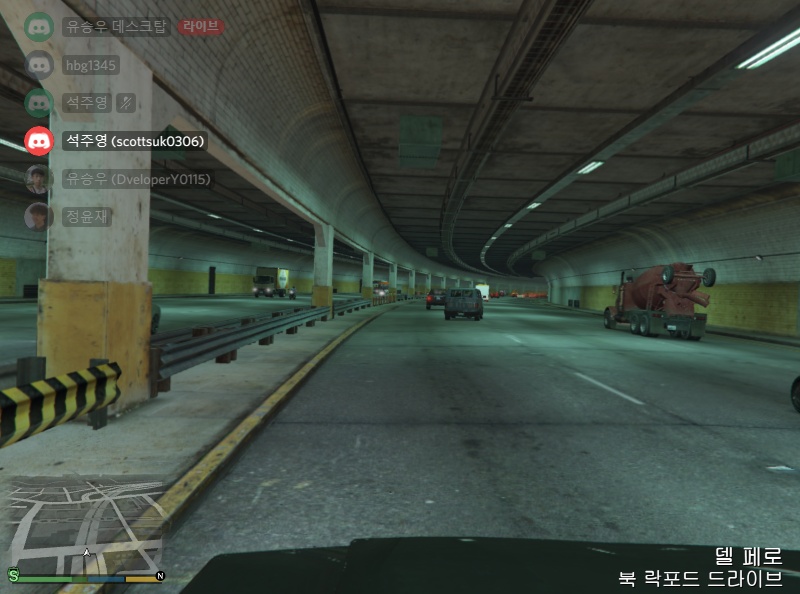 유승우 데스크탑 라이브
hbg1345
석주영
석주영 (scottsuk0306)
유승우 (DveloperY0115)
정윤재
S N
델 페로
북 락포드 드라이브